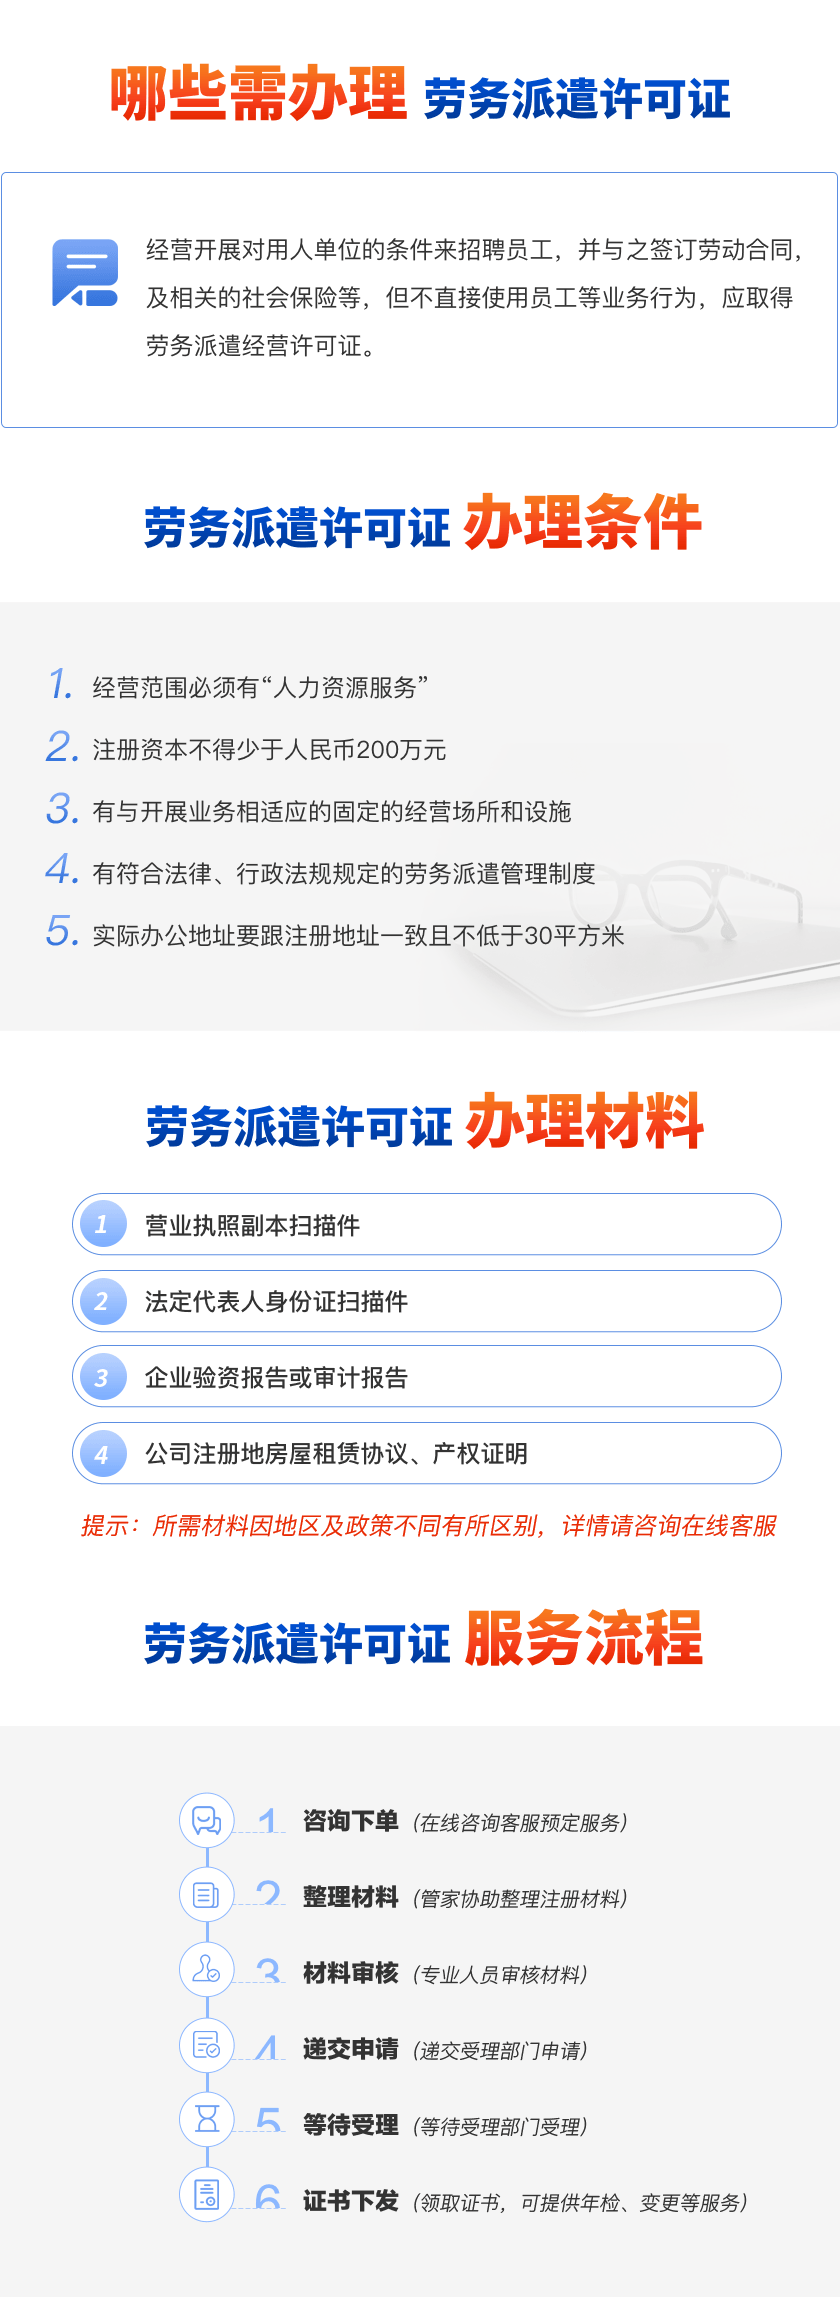 哪些需办理 劳务派遣许可证
经营开展对用人单位的条件来招聘员工，并与之签订劳动合同，
及相关的社会保险等，但不直接使用员工等业务行为，应取得
劳务派遣经营许可证。
劳务派遣许可证 办理条件
1. 经营范围必须有“人力资源服务”
2. 注册资本不得少于人民币200万元
3. 有与开展业务相适应的固定的经营场所和设施
4. 有符合法律、行政法规规定的劳务派遣管理制度
5. 实际办公地址要跟注册地址一致且不低于30平方米
劳务派遣许可证 办理材料
1 营业执照副本扫描件
2 法定代表人身份证扫描件
3 企业验资报告或审计报告
4 公司注册地房屋租赁协议、产权证明
提示：所需材料因地区及政策不同有所区别，详情请咨询在线客服
劳务派遣许可证 服务流程
1 咨询下单（在线咨询客服预定服务）
2 整理材料（管家协助整理注册材料）
3 材料审核（专业人员审核材料）
4 递交申请（递交受理部门申请）
5 等待受理（等待受理部门受理）
6 证书下发（领取证书，可提供年检、变更等服务）